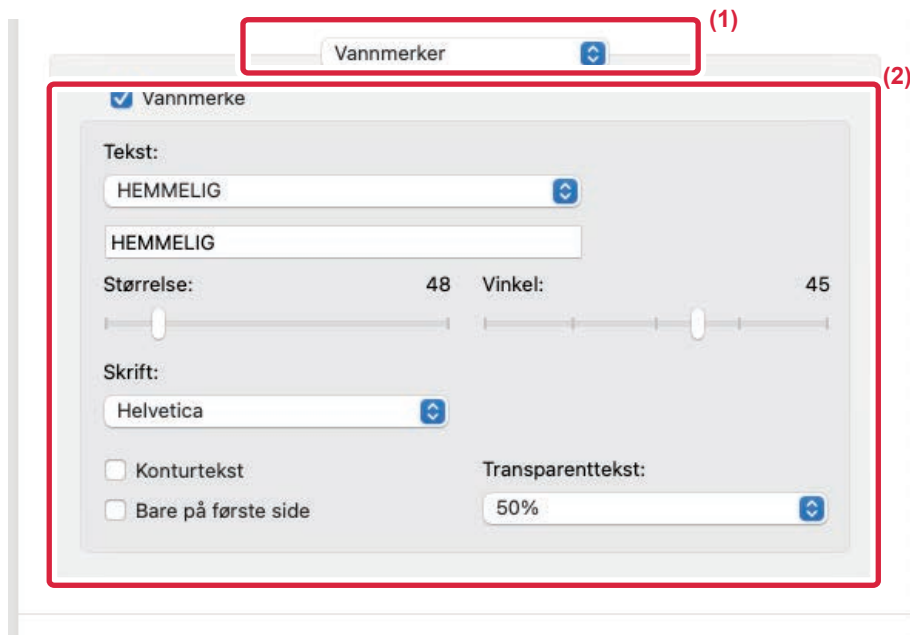 (1)
Vannmerker
(2)
Vannmerke
Tekst:
HEMMELIG
HEMMELIG
Størrelse: 48 Vinkel: 45
Skrift:
Helvetica
Konturtekst Transparenttekst:
Bare på første side 50%